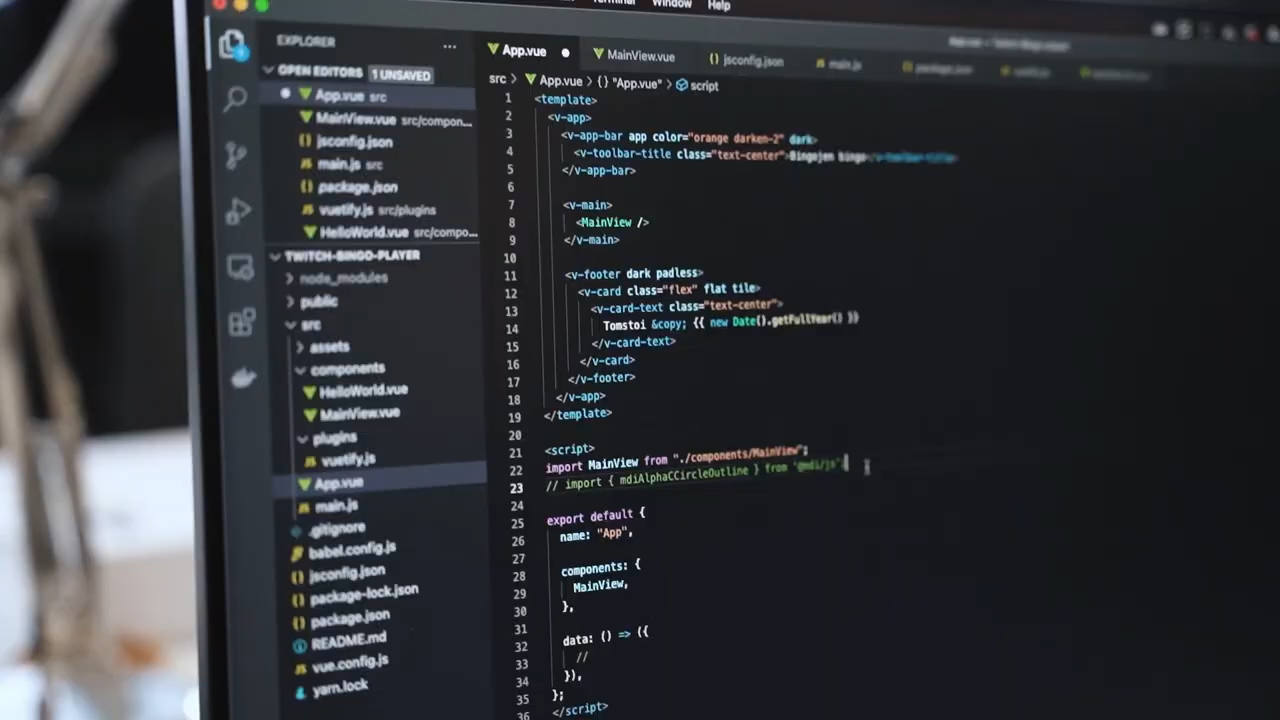 Terminal Window Help
EXPLORER ...
OPEN EDITORS 1 UNSAVED
App.vue src
MainView.vue src/compon...
jsconfig.json
main.js src
package.json
vuetify.js src/plugins
HelloWorld.vue src/compo...
TWITCH-BINGO-PLAYER
node_modules
public
src
assets
components
HelloWorld.vue
MainView.vue
plugins
vuetify.js
App.vue
main.js
.gitignore
babel.config.js
jsconfig.json
package-lock.json
package.json
README.md
vue.config.js
yarn.lock
App.vue MainView.vue jsconfig.json main.js package.json
src > App.vue > {} "App.vue" > script
1 <template>
2 <v-app>
3 <v-app-bar app color="orange darken-2" dark>
4 <v-toolbar-title class="text-center">Bingojen bingo</v-toolbar-title>
5 </v-app-bar>
6
7 <v-main>
8 <MainView />
9 </v-main>
10
11 <v-footer dark padless>
12 <v-card class="flex" flat tile>
13 <v-card-text class="text-center">
14 Tomstoi &copy; {{ new Date().getFullYear() }}
15 </v-card-text>
16 </v-card>
17 </v-footer>
18 </v-app>
19 </template>
20
21 <script>
22 import MainView from "./components/MainView";
23 // import { mdiAlphaCCircleOutline } from '@mdi/js';
24
25 export default {
26 name: "App",
27
28 components: {
29 MainView,
30 },
31
32 data: () => ({
33 //
34 }),
35 };
36 </script>